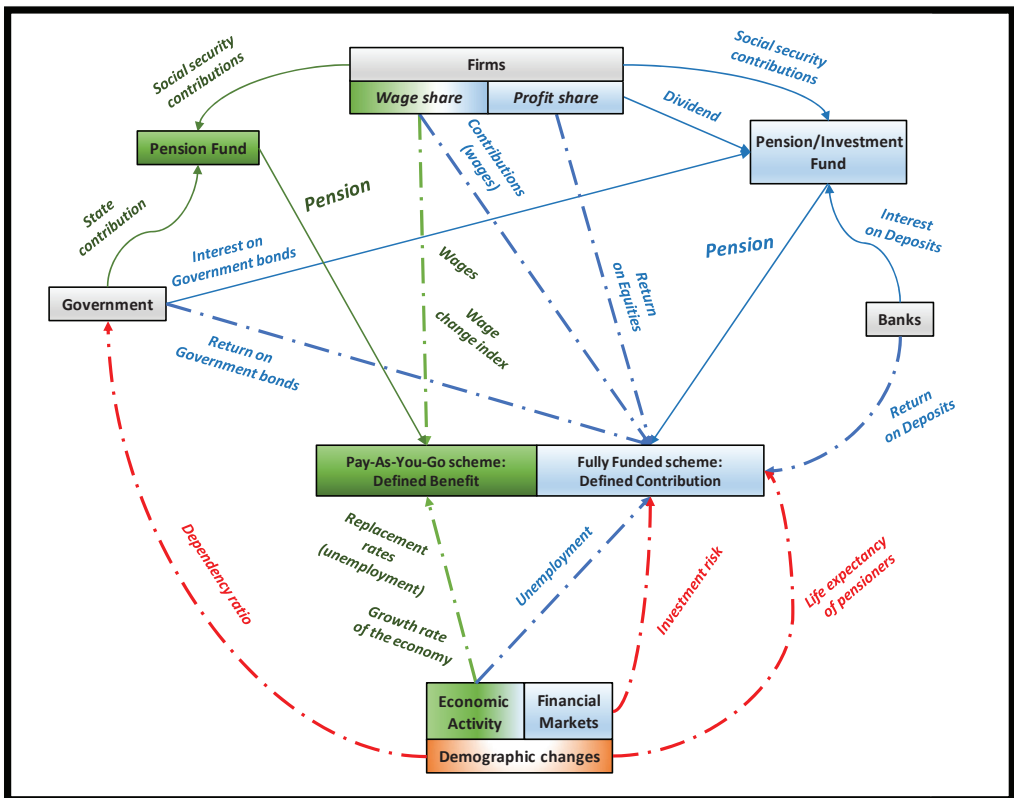 Firms
Wage share
Profit share
Social security
contributions
Social security
contributions
Dividend
Pension Fund
Pension/Investment
Fund
Contributions
(wages)
State
contribution
Pension
Interest on
Government bonds
Wages
Wage
change index
Return
on Equities
Pension
Interest
on Deposits
Government
Banks
Return on
Government bonds
Return
on Deposits
Pay-As-You-Go scheme:
Defined Benefit
Fully Funded scheme:
Defined Contribution
Dependency ratio
Replacement
rates
(unemployment)
Growth rate
of the economy
Unemployment
Investment risk
Life expectancy
of pensioners
Economic
Activity
Financial
Markets
Demographic changes